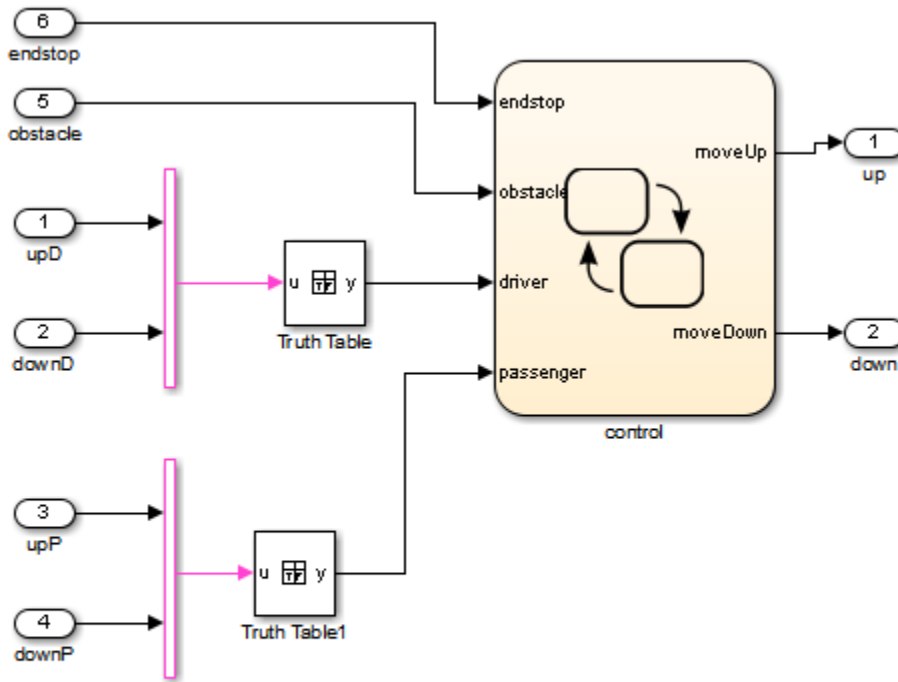 6
endstop
5
obstacle
1
upD
2
downD
u T F y
Truth Table
3
upP
4
downP
u T F y
Truth Table1
endstop
obstacle
driver
passenger
moveUp
moveDown
control
1
up
2
down